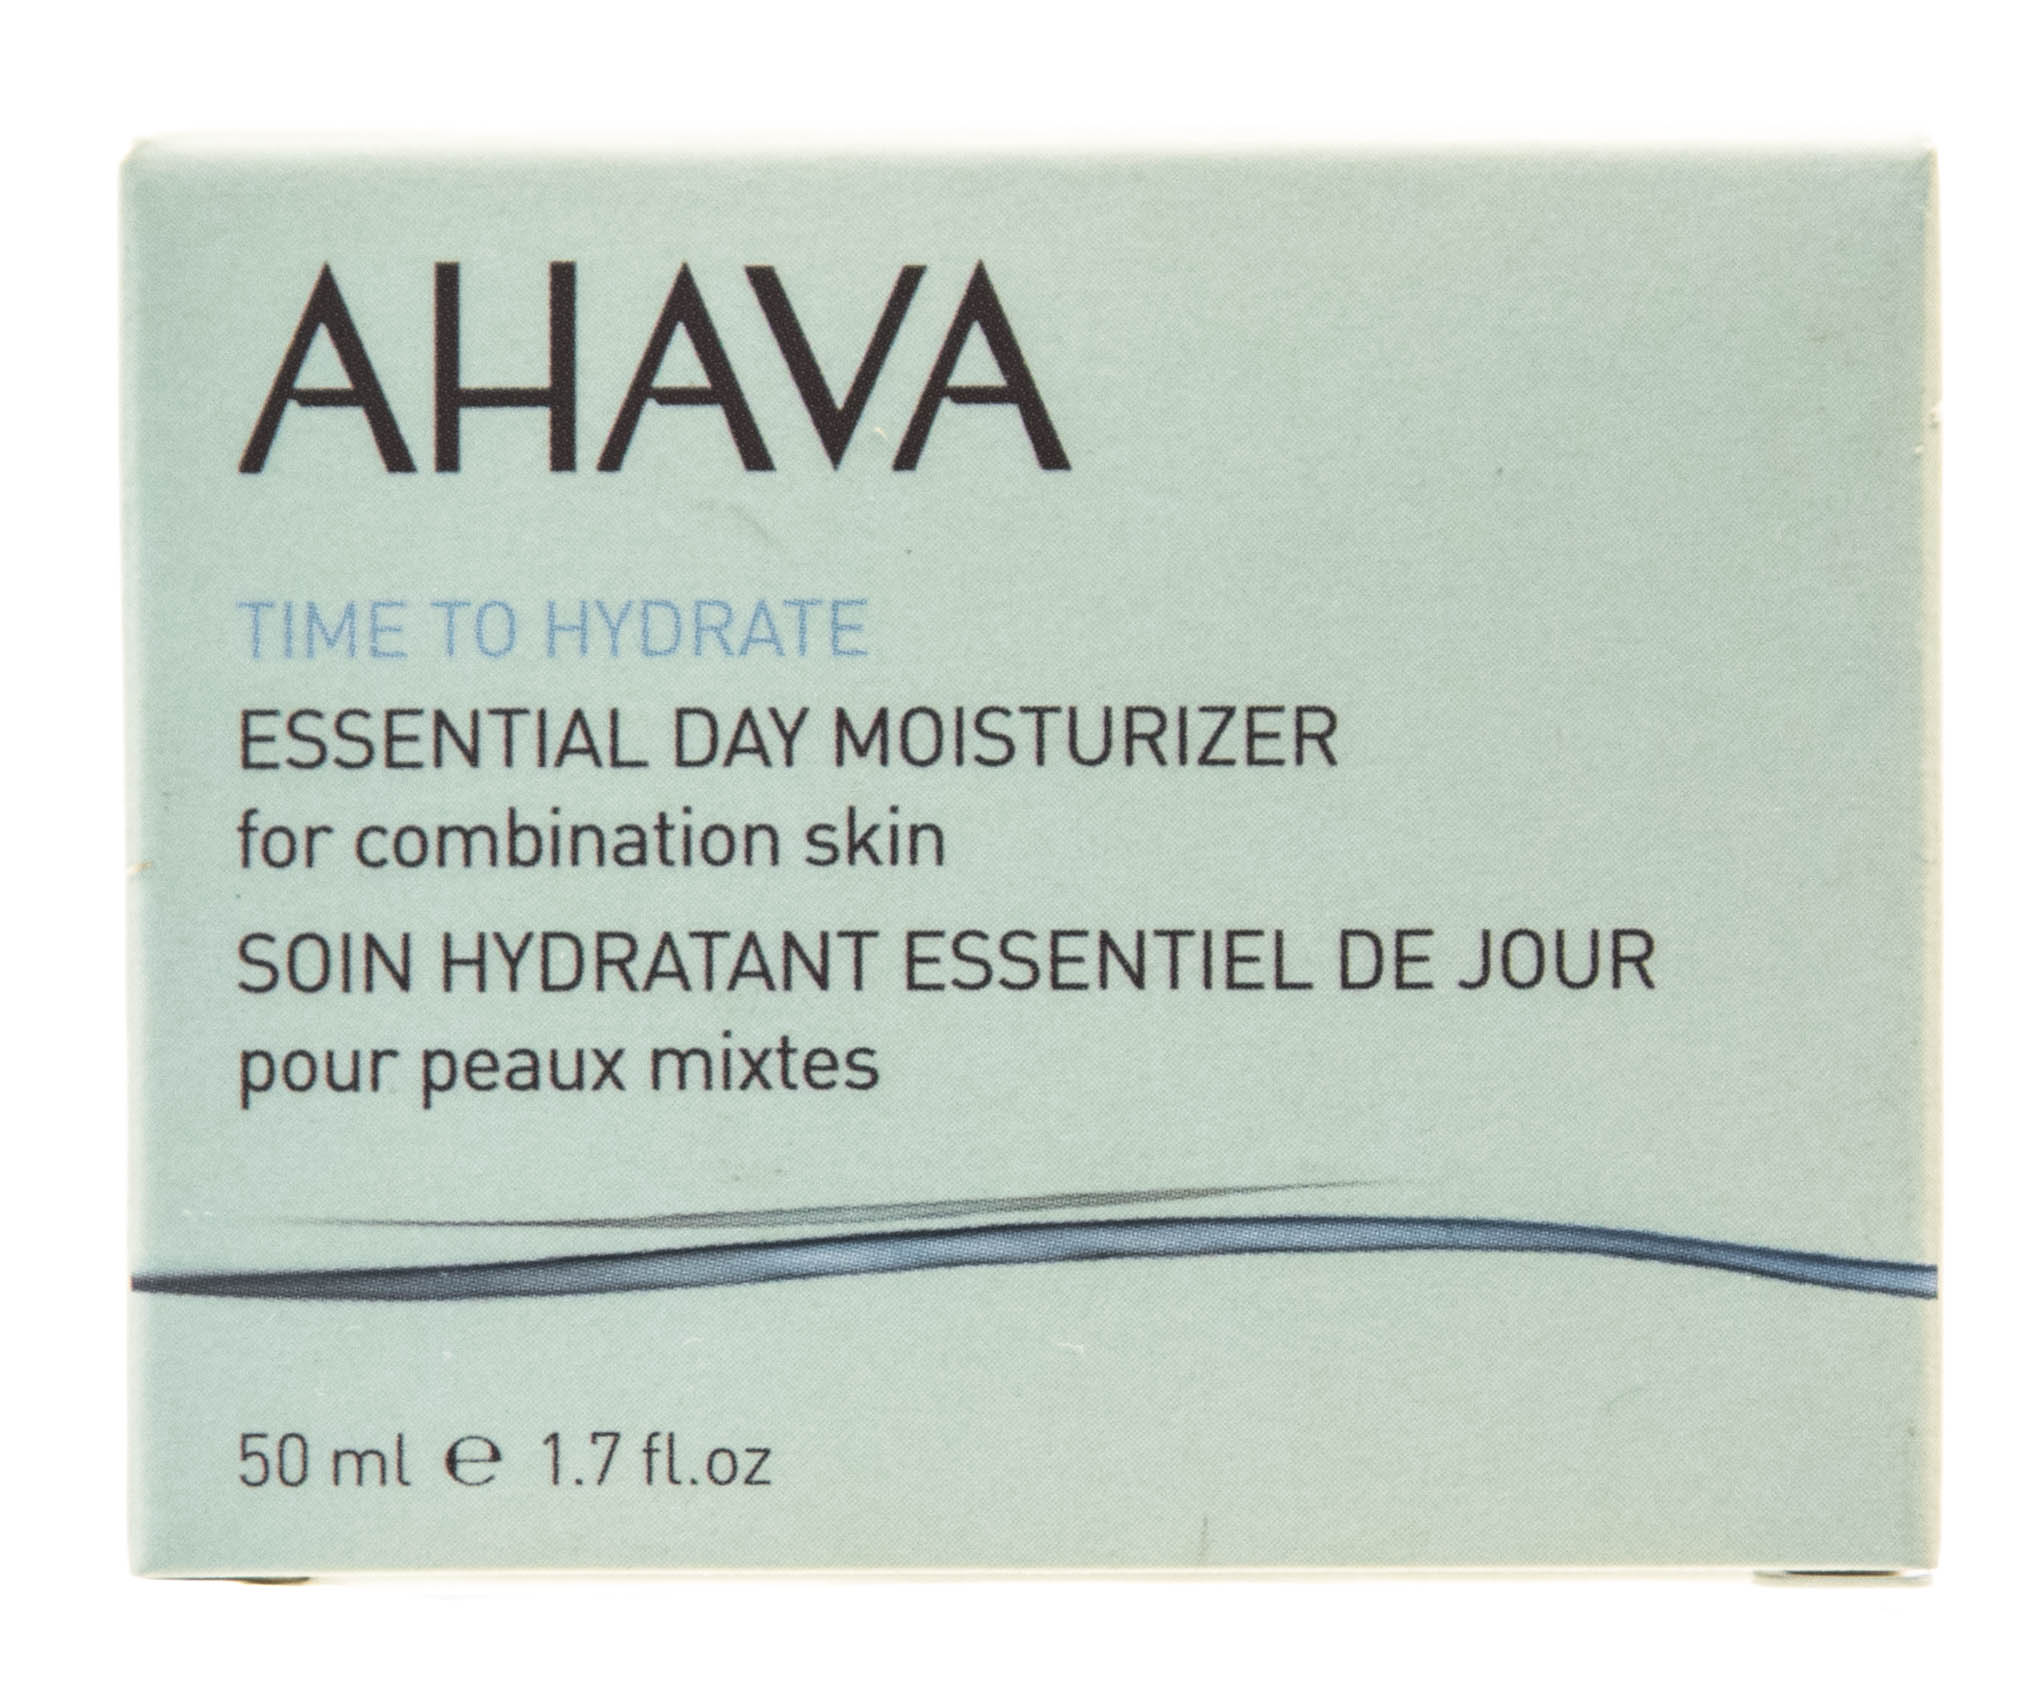 AHAVA
TIME TO HYDRATE
ESSENTIAL DAY MOISTURIZER
for combination skin
SOIN HYDRATANT ESSENTIEL DE JOUR
pour peaux mixtes
50 ml ℮ 1.7 fl.oz